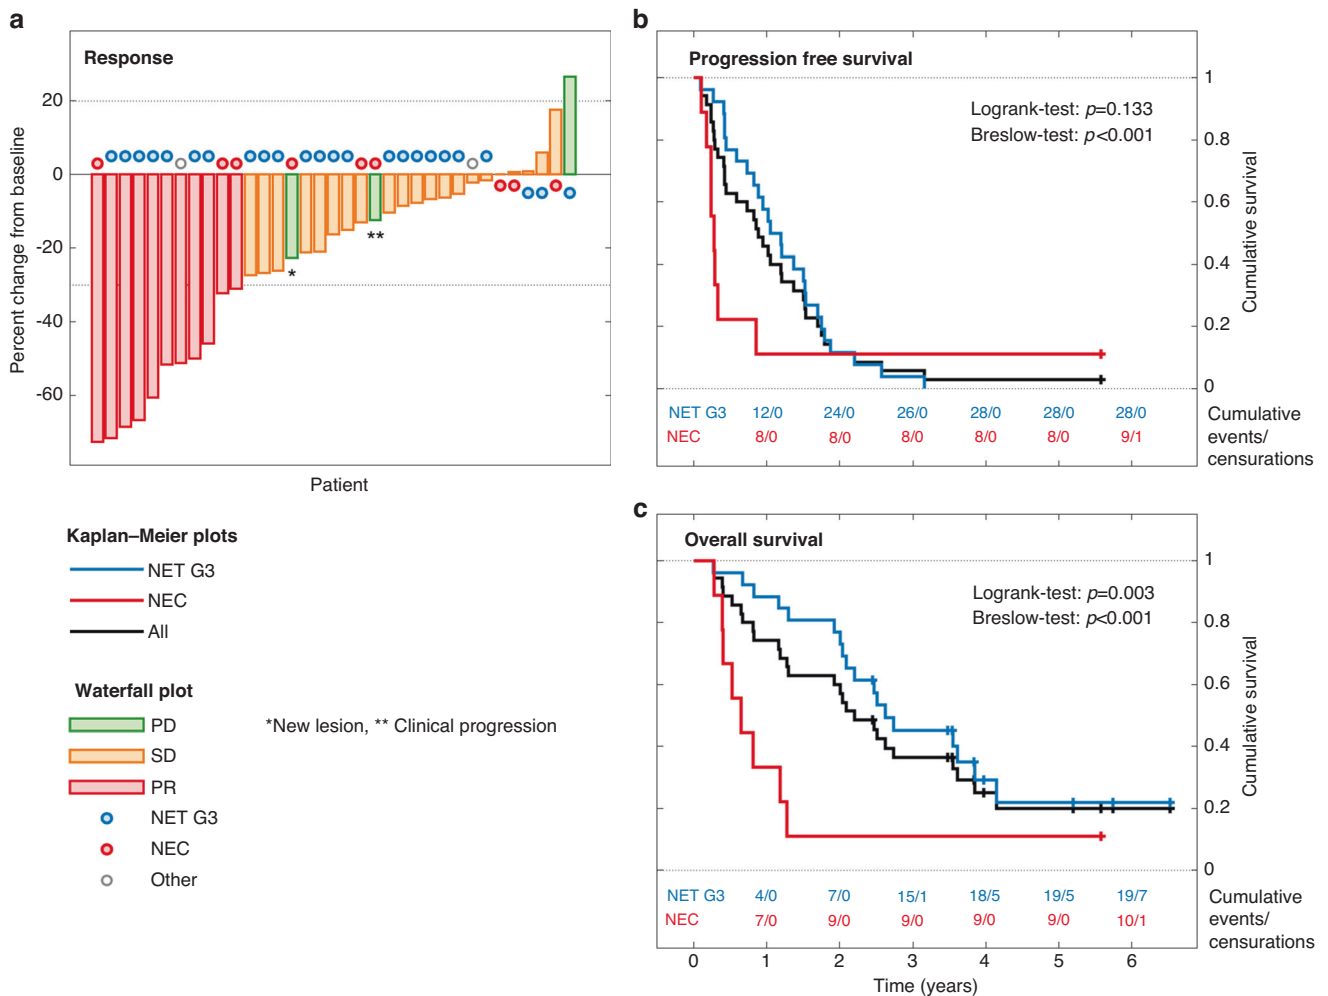 a
Response
Percent change from baseline
20
0
-20
-40
-60
*
**
Patient
Kaplan–Meier plots
NET G3
NEC
All
Waterfall plot
PD
SD
PR
NET G3
NEC
Other
*New lesion, ** Clinical progression
b
Progression free survival
Logrank-test: p=0.133
Breslow-test: p<0.001
1
0.8
0.6
0.4
0.2
0
Cumulative survival
NET G3 12/0 24/0 26/0 28/0 28/0 28/0
NEC 8/0 8/0 8/0 8/0 8/0 9/1
Cumulative
events/
censurations
c
Overall survival
Logrank-test: p=0.003
Breslow-test: p<0.001
1
0.8
0.6
0.4
0.2
0
Cumulative survival
NET G3 4/0 7/0 15/1 18/5 19/5 19/7
NEC 7/0 9/0 9/0 9/0 9/0 10/1
Cumulative
events/
censurations
0 1 2 3 4 5 6
Time (years)